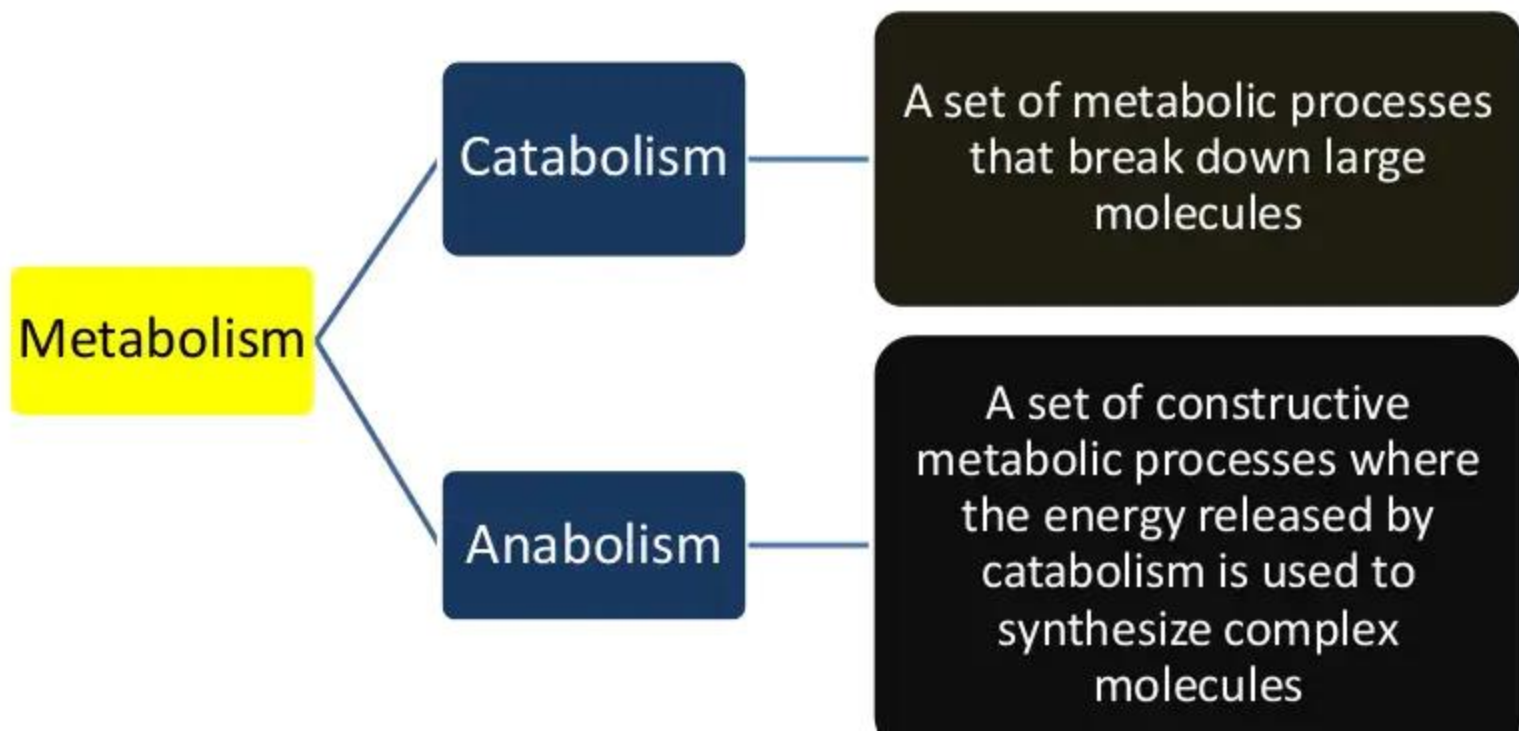 Metabolism
Catabolism
A set of metabolic processes
that break down large
molecules
Anabolism
A set of constructive
metabolic processes where
the energy released by
catabolism is used to
synthesize complex
molecules